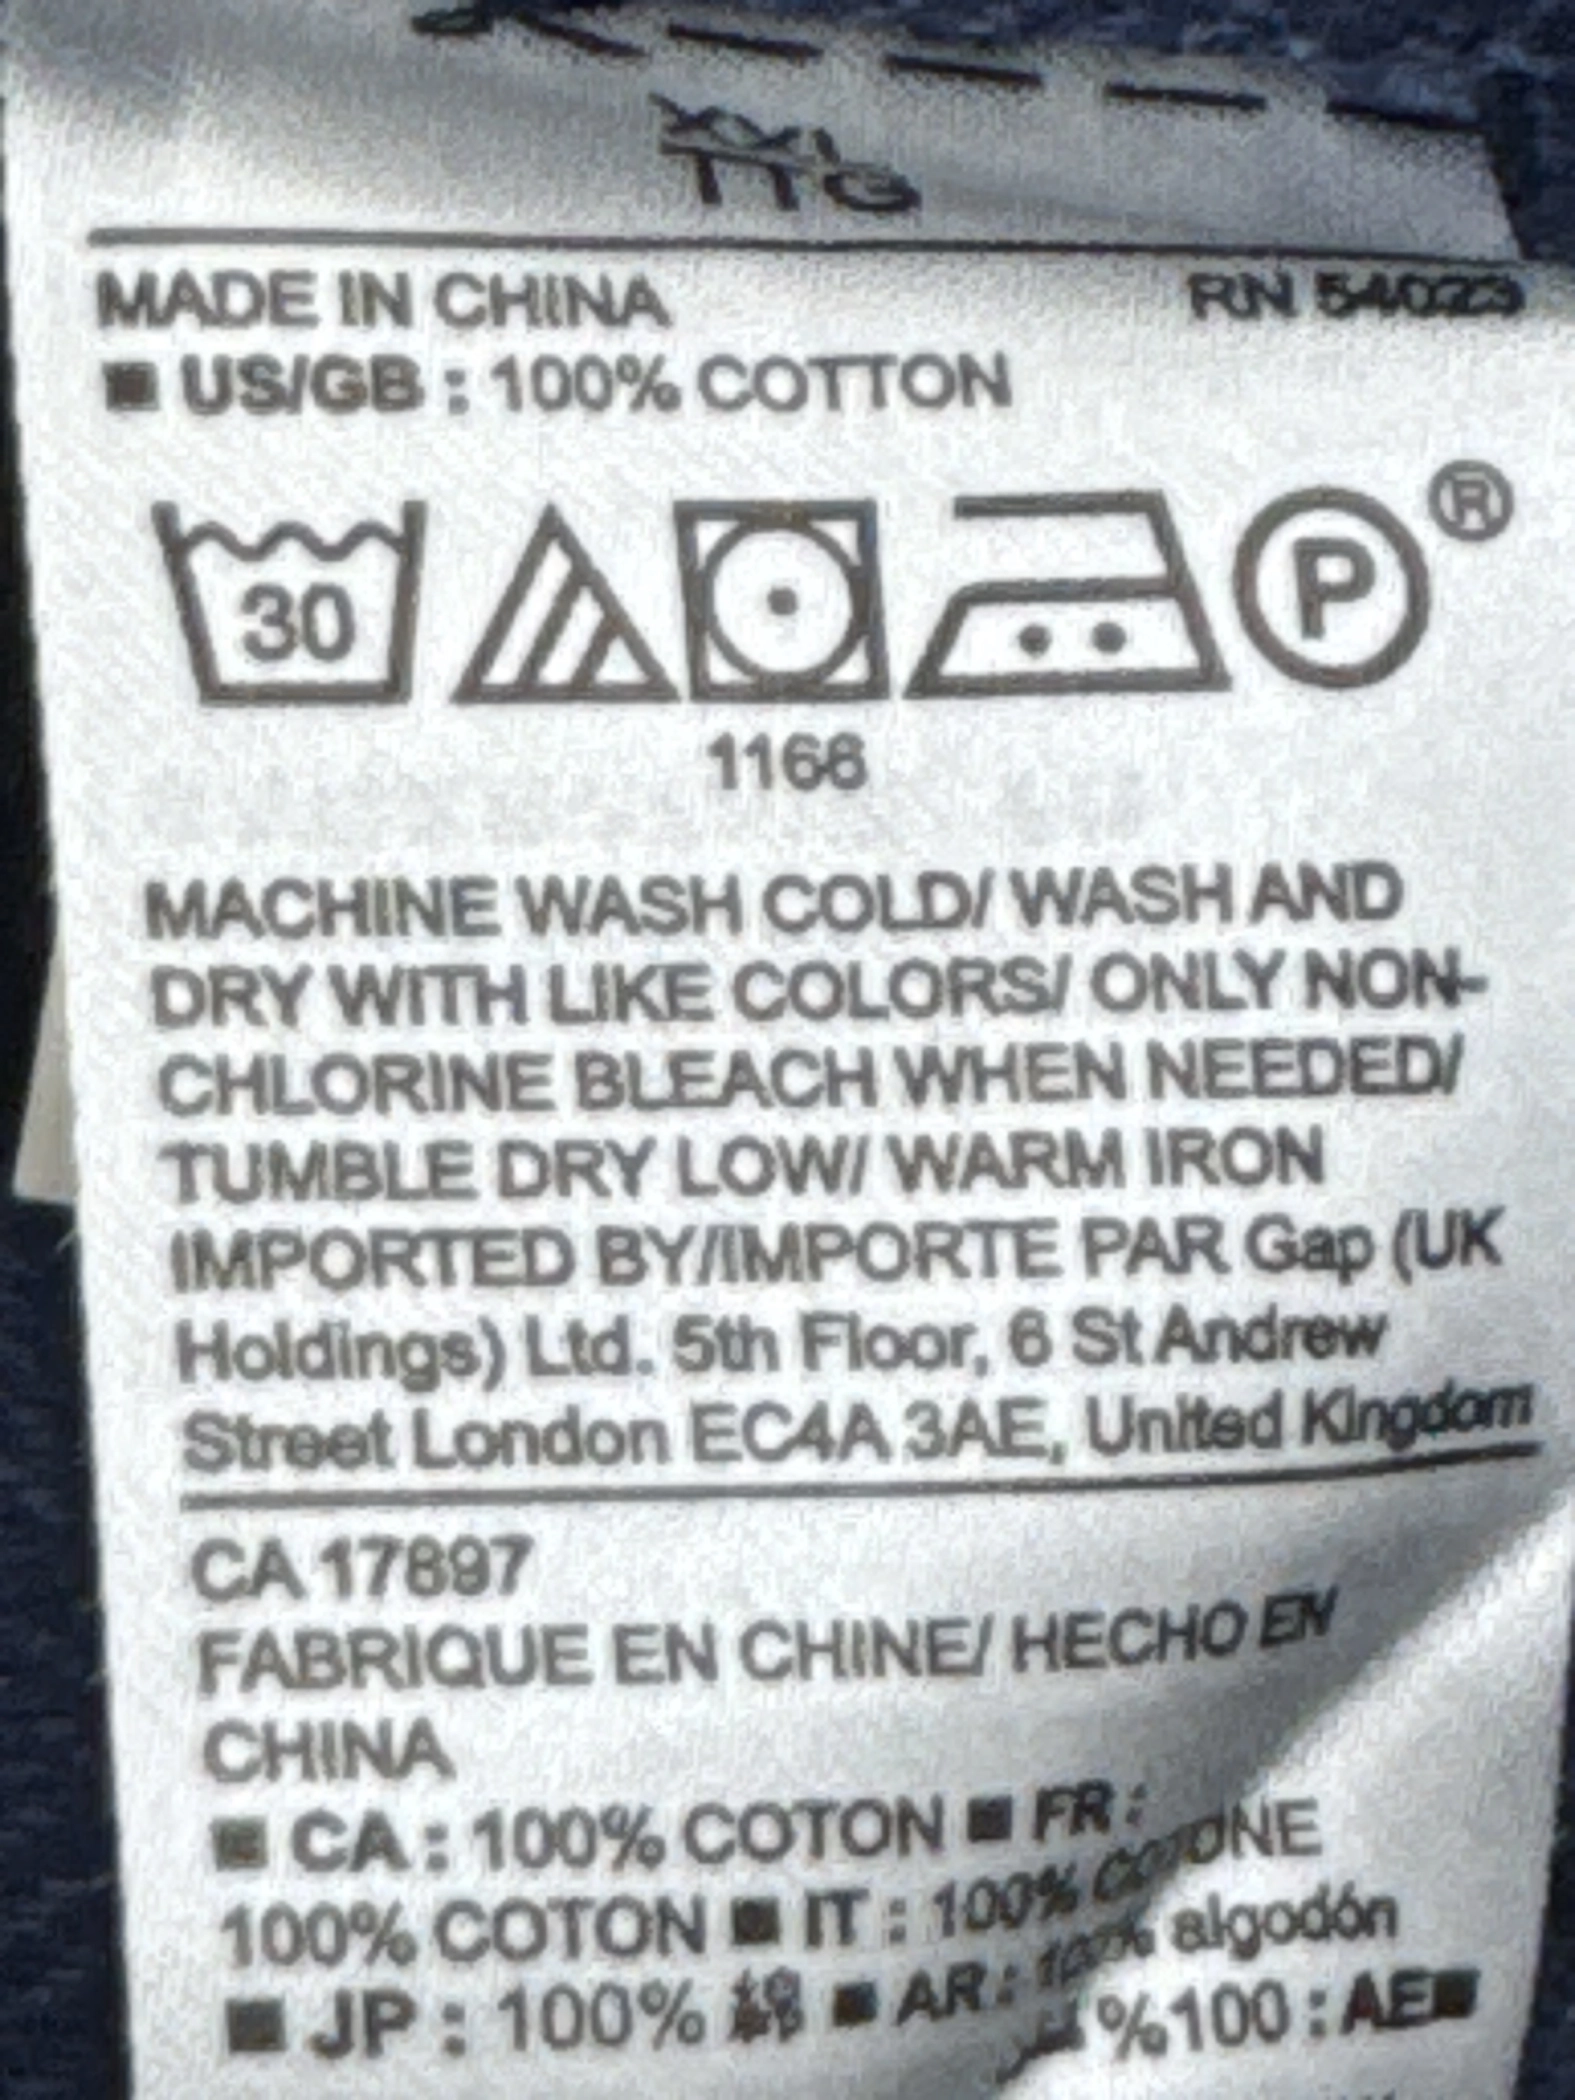 XXL
TTG
MADE IN CHINA RN 54023
■ US/GB : 100% COTTON
30 P ®
1168
MACHINE WASH COLD/ WASH AND
DRY WITH LIKE COLORS/ ONLY NON-
CHLORINE BLEACH WHEN NEEDED/
TUMBLE DRY LOW/ WARM IRON
IMPORTED BY/IMPORTE PAR Gap (UK
Holdings) Ltd. 5th Floor, 6 St Andrew
Street London EC4A 3AE, United Kingdom
CA 17897
FABRIQUE EN CHINE/ HECHO EN
CHINA
■ CA : 100% COTON ■ FR :
100% COTON ■ IT : 100% COTONE
■ JP : 100% 綿 ■ AR : 100% algodón
%100 : AE■